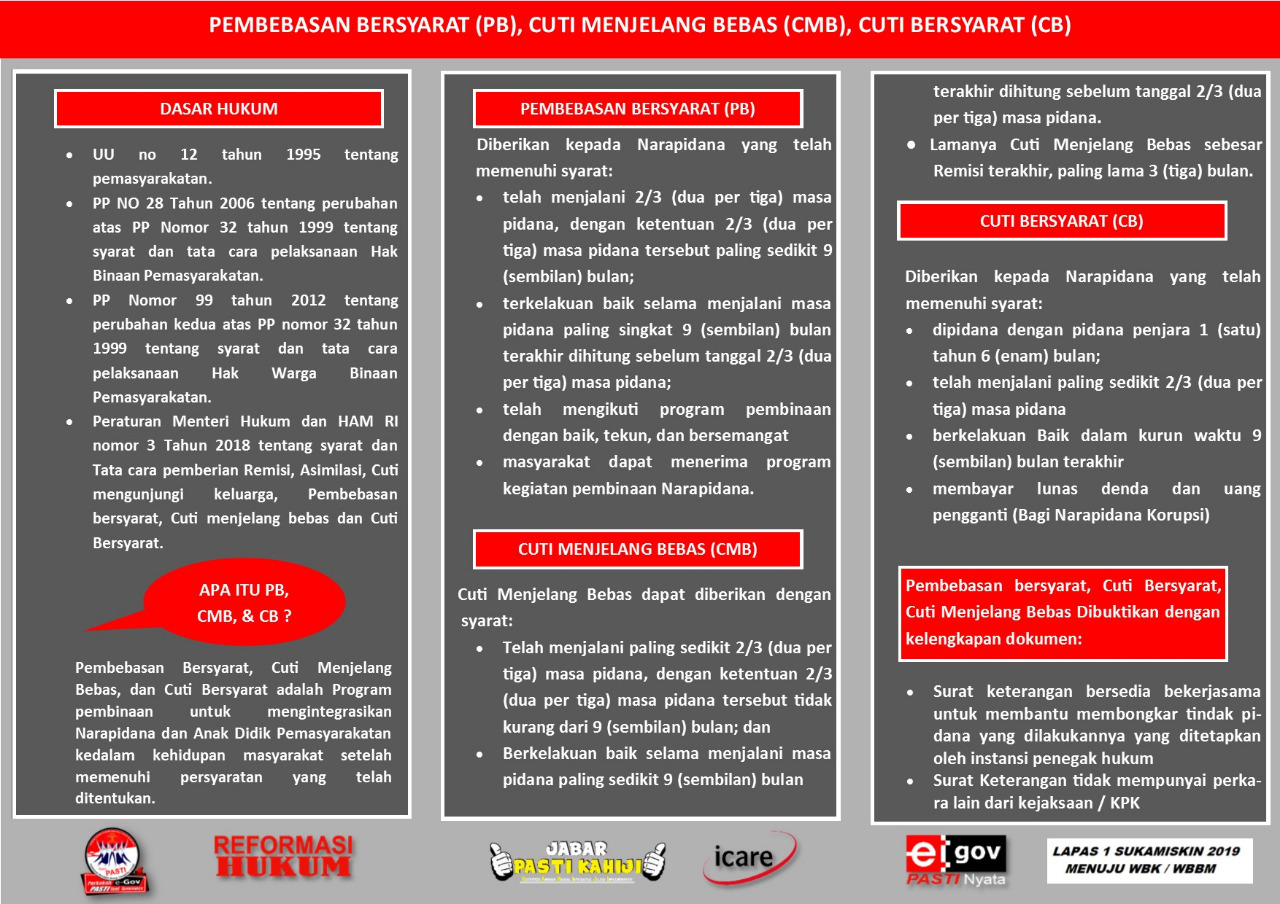 PEMBEBASAN BERSYARAT (PB), CUTI MENJELANG BEBAS (CMB), CUTI BERSYARAT (CB)
DASAR HUKUM
• UU no 12 tahun 1995 tentang
pemasyarakatan.
• PP NO 28 Tahun 2006 tentang perubahan
atas PP Nomor 32 tahun 1999 tentang
syarat dan tata cara pelaksanaan Hak
Binaan Pemasyarakatan.
• PP Nomor 99 tahun 2012 tentang
perubahan kedua atas PP nomor 32 tahun
1999 tentang syarat dan tata cara
pelaksanaan Hak Warga Binaan
Pemasyarakatan.
• Peraturan Menteri Hukum dan HAM RI
nomor 3 Tahun 2018 tentang syarat dan
Tata cara pemberian Remisi, Asimilasi, Cuti
mengunjungi keluarga, Pembebasan
bersyarat, Cuti menjelang bebas dan Cuti
Bersyarat.
APA ITU PB,
CMB, & CB ?
Pembebasan Bersyarat, Cuti Menjelang
Bebas, dan Cuti Bersyarat adalah Program
pembinaan untuk mengintegrasikan
Narapidana dan Anak Didik Pemasyarakatan
kedalam kehidupan masyarakat setelah
memenuhi persyaratan yang telah
ditentukan.
PEMBEBASAN BERSYARAT (PB)
Diberikan kepada Narapidana yang telah
memenuhi syarat:
• telah menjalani 2/3 (dua per tiga) masa
pidana, dengan ketentuan 2/3 (dua per
tiga) masa pidana tersebut paling sedikit 9
(sembilan) bulan;
• terkelakuan baik selama menjalani masa
pidana paling singkat 9 (sembilan) bulan
terakhir dihitung sebelum tanggal 2/3 (dua
per tiga) masa pidana;
• telah mengikuti program pembinaan
dengan baik, tekun, dan bersemangat
• masyarakat dapat menerima program
kegiatan pembinaan Narapidana.
CUTI MENJELANG BEBAS (CMB)
Cuti Menjelang Bebas dapat diberikan dengan
syarat:
• Telah menjalani paling sedikit 2/3 (dua per
tiga) masa pidana, dengan ketentuan 2/3
(dua per tiga) masa pidana tersebut tidak
kurang dari 9 (sembilan) bulan; dan
• Berkelakuan baik selama menjalani masa
pidana paling sedikit 9 (sembilan) bulan
terakhir dihitung sebelum tanggal 2/3 (dua
per tiga) masa pidana.
• Lamanya Cuti Menjelang Bebas sebesar
Remisi terakhir, paling lama 3 (tiga) bulan.
CUTI BERSYARAT (CB)
Diberikan kepada Narapidana yang telah
memenuhi syarat:
• dipidana dengan pidana penjara 1 (satu)
tahun 6 (enam) bulan;
• telah menjalani paling sedikit 2/3 (dua per
tiga) masa pidana
• berkelakuan Baik dalam kurun waktu 9
(sembilan) bulan terakhir
• membayar lunas denda dan uang
pengganti (Bagi Narapidana Korupsi)
Pembebasan bersyarat, Cuti Bersyarat,
Cuti Menjelang Bebas Dibuktikan dengan
kelengkapan dokumen:
• Surat keterangan bersedia bekerjasama
untuk membantu membongkar tindak pi-
dana yang dilakukannya yang ditetapkan
oleh instansi penegak hukum
• Surat Keterangan tidak mempunyai perka-
ra lain dari kejaksaan / KPK
PASTI
e-Gov
PASTI
REFORMASI
HUKUM
JABAR
PASTI KAHIJI
icare
e-gov
PASTI Nyata
LAPAS 1 SUKAMISKIN 2019
MENUJU WBK / WBBM